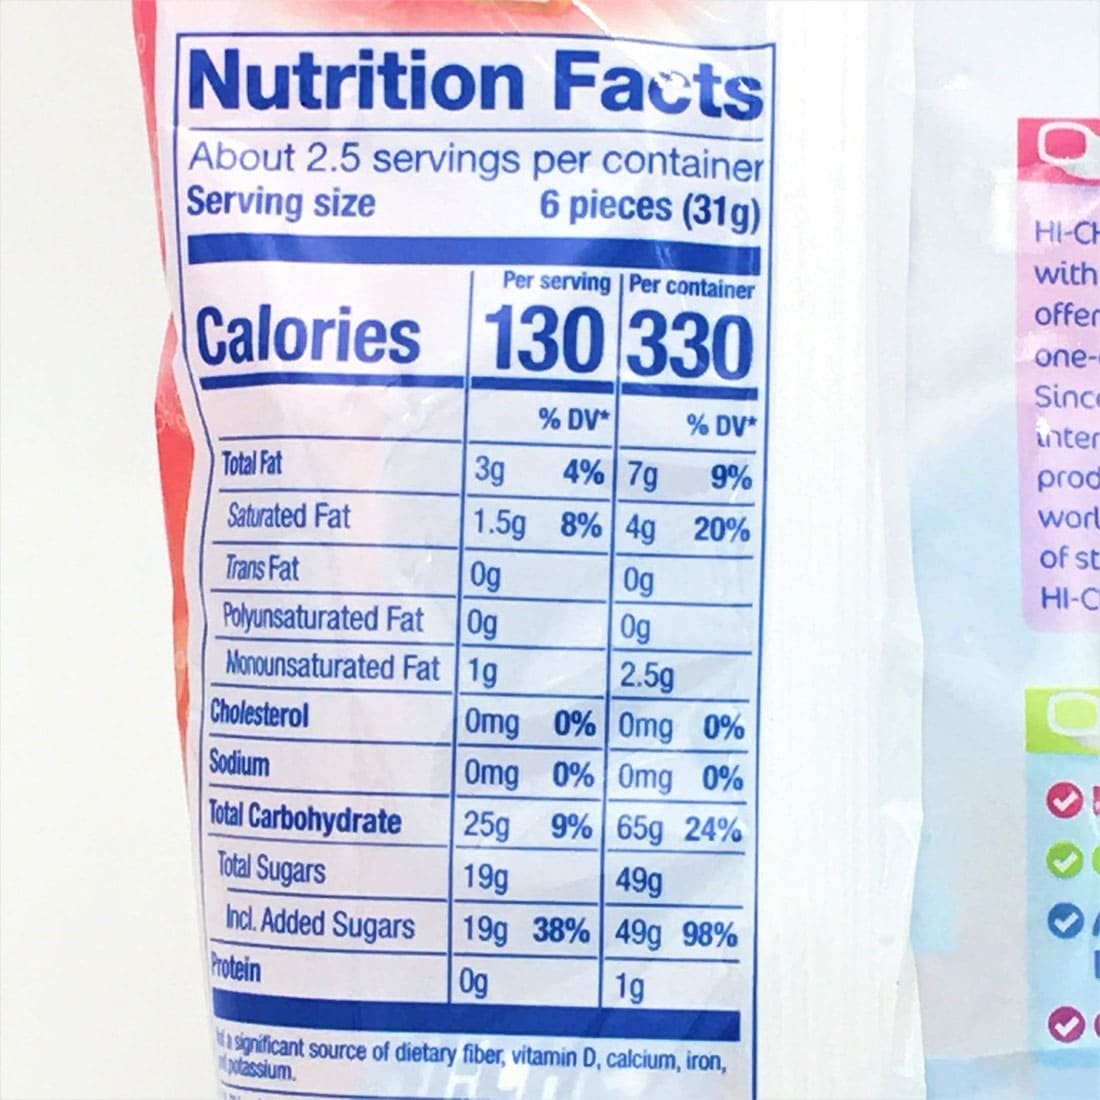 Nutrition Facts
About 2.5 servings per container
Serving size 6 pieces (31g)
Per serving Per container
Calories 130 330
% DV* % DV*
Total Fat 3g 4% 7g 9%
Saturated Fat 1.5g 8% 4g 20%
Trans Fat 0g 0g
Polyunsaturated Fat 0g 0g
Monounsaturated Fat 1g 2.5g
Cholesterol 0mg 0% 0mg 0%
Sodium 0mg 0% 0mg 0%
Total Carbohydrate 25g 9% 65g 24%
Total Sugars 19g 49g
Incl. Added Sugars 19g 38% 49g 98%
Protein 0g 1g
a significant source of dietary fiber, vitamin D, calcium, iron,
potassium.
HI-CH
with
offer
one-
Since
inter
prod
worl
of st
HI-C